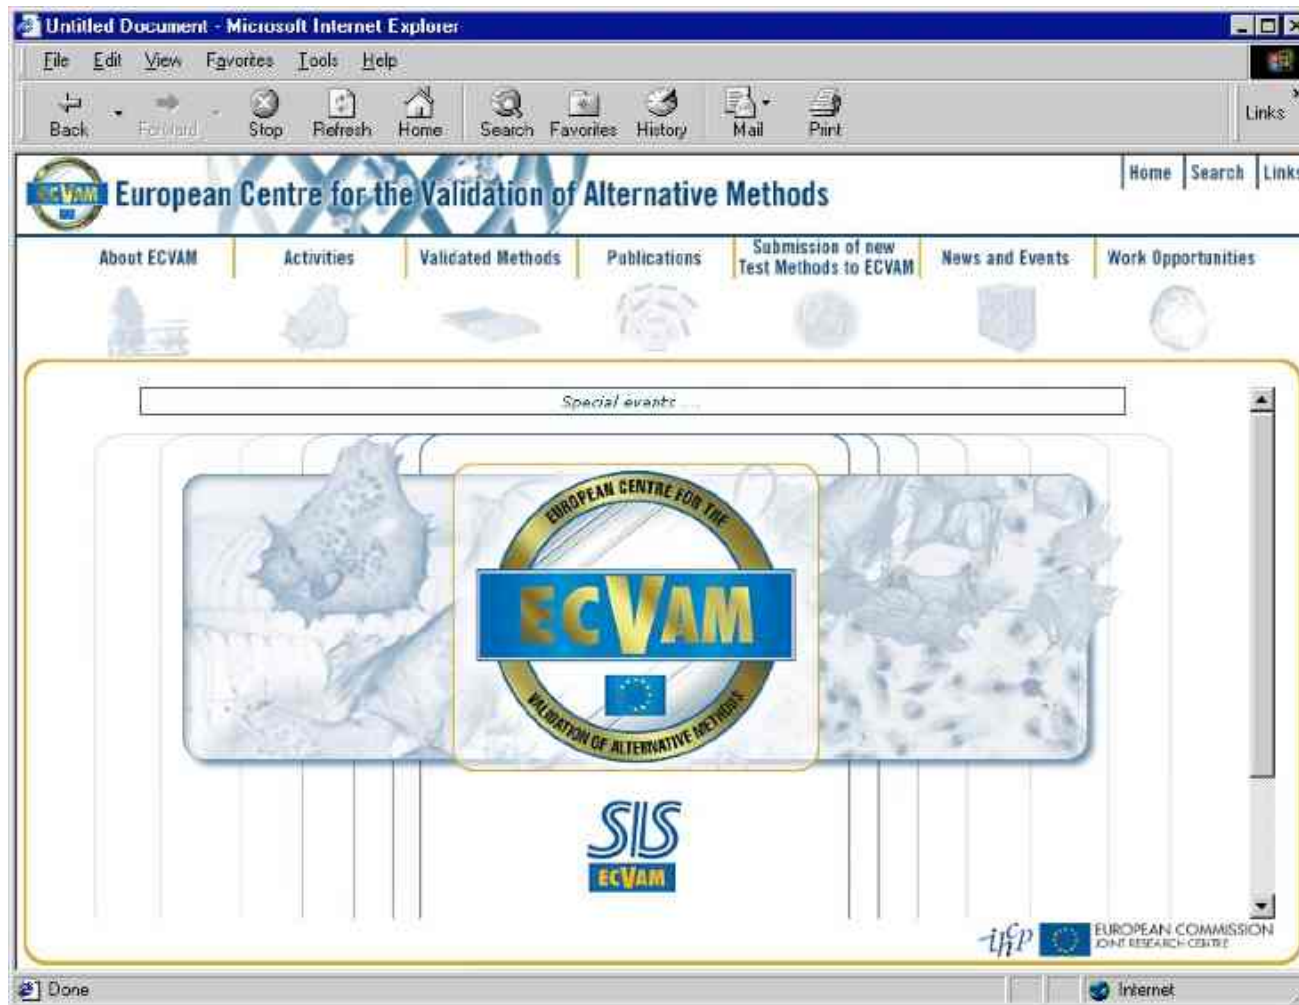 Untitled Document - Microsoft Internet Explorer
File Edit View Favorites Tools Help
Back Forward Stop Refresh Home Search Favorites History Mail Print Links
ECVAM European Centre for the Validation of Alternative Methods
Home Search Links
About ECVAM Activities Validated Methods Publications Submission of new Test Methods to ECVAM News and Events Work Opportunities
Special events ....
EUROPEAN CENTRE FOR THE
ECVAM
VALIDATION OF ALTERNATIVE METHODS
SIS
ECVAM
ihcp EUROPEAN COMMISSION
JOINT RESEARCH CENTRE
Done Internet